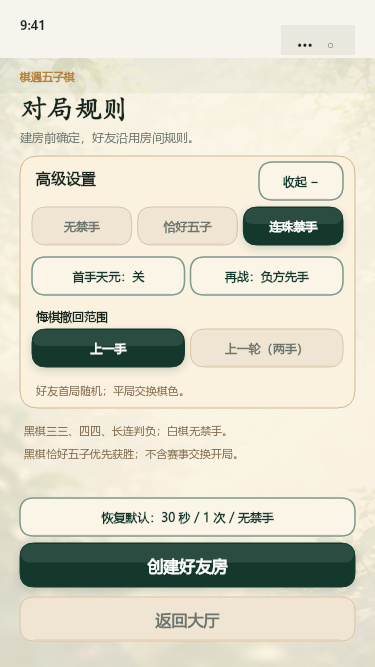 9:41
棋遇五子棋
对局规则
建房前确定，好友沿用房间规则。
高级设置
收起 −
无禁手
恰好五子
连珠禁手
首手天元：关
再战：负方先手
悔棋撤回范围
上一手
上一轮（两手）
好友首局随机；平局交换棋色。
黑棋三三、四四、长连判负；白棋无禁手。
黑棋恰好五子优先获胜；不含赛事交换开局。
恢复默认：30 秒 / 1 次 / 无禁手
创建好友房
返回大厅